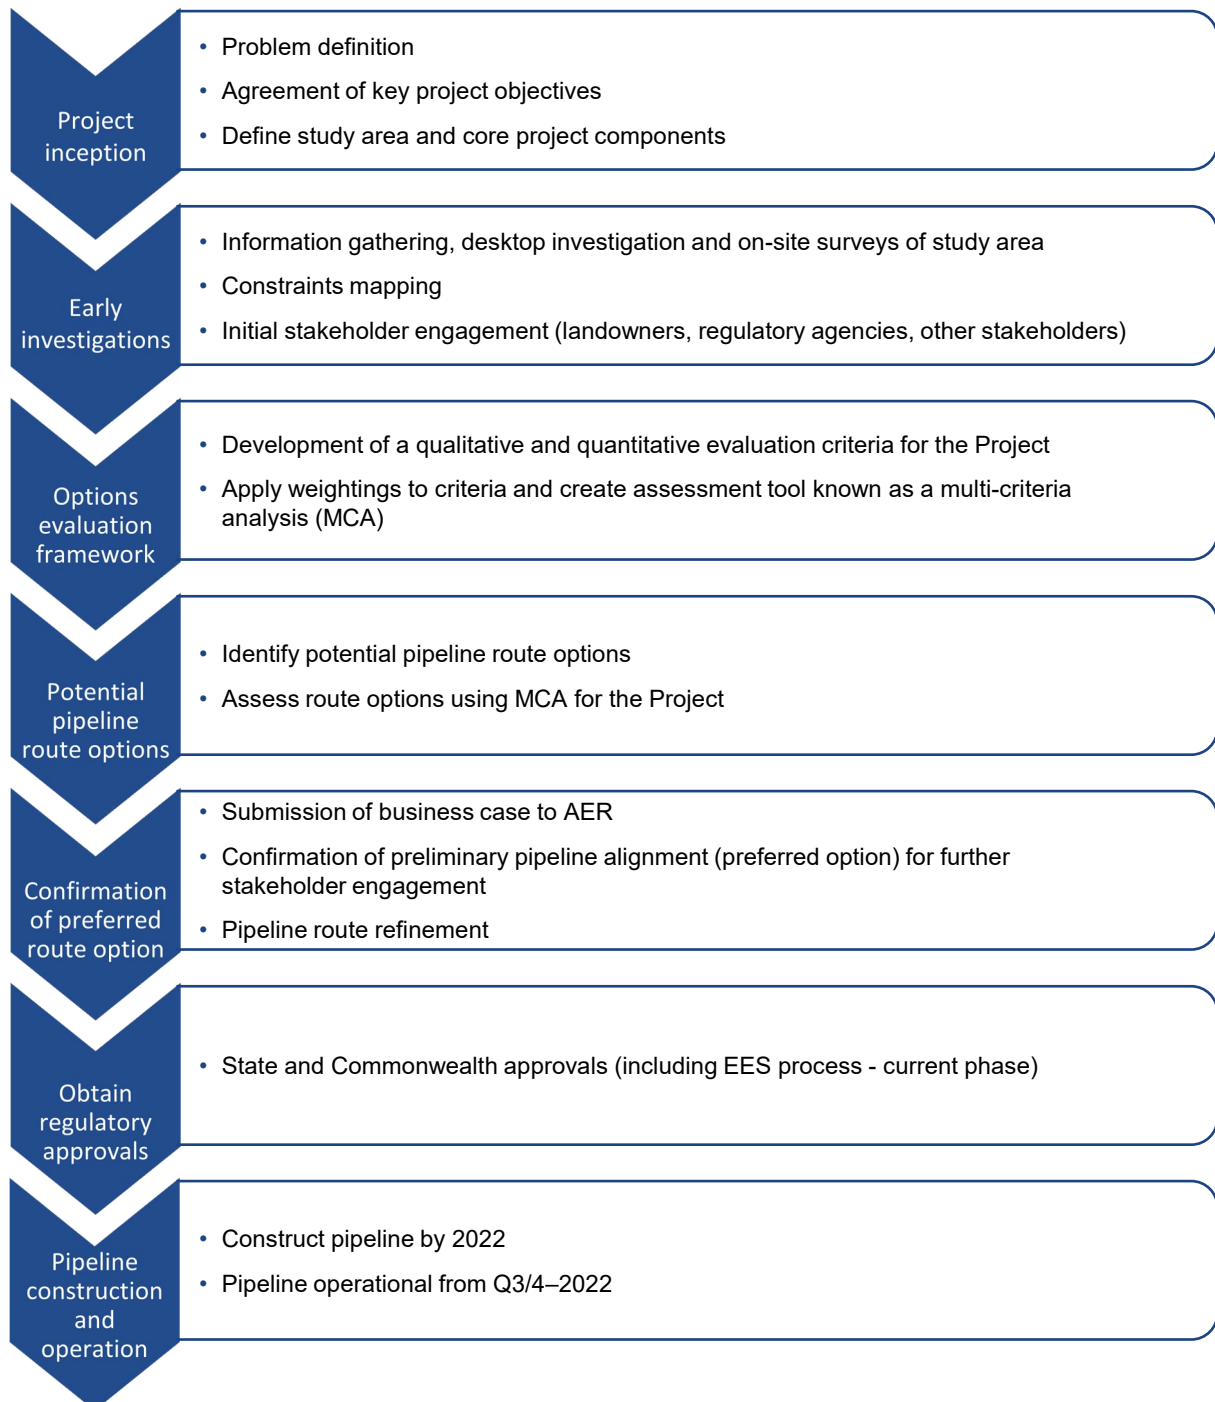 Project
inception
• Problem definition
• Agreement of key project objectives
• Define study area and core project components
Early
investigations
• Information gathering, desktop investigation and on-site surveys of study area
• Constraints mapping
• Initial stakeholder engagement (landowners, regulatory agencies, other stakeholders)
Options
evaluation
framework
• Development of a qualitative and quantitative evaluation criteria for the Project
• Apply weightings to criteria and create assessment tool known as a multi-criteria
analysis (MCA)
Potential
pipeline
route options
• Identify potential pipeline route options
• Assess route options using MCA for the Project
Confirmation
of preferred
route option
• Submission of business case to AER
• Confirmation of preliminary pipeline alignment (preferred option) for further
stakeholder engagement
• Pipeline route refinement
Obtain
regulatory
approvals
• State and Commonwealth approvals (including EES process - current phase)
Pipeline
construction
and
operation
• Construct pipeline by 2022
• Pipeline operational from Q3/4–2022